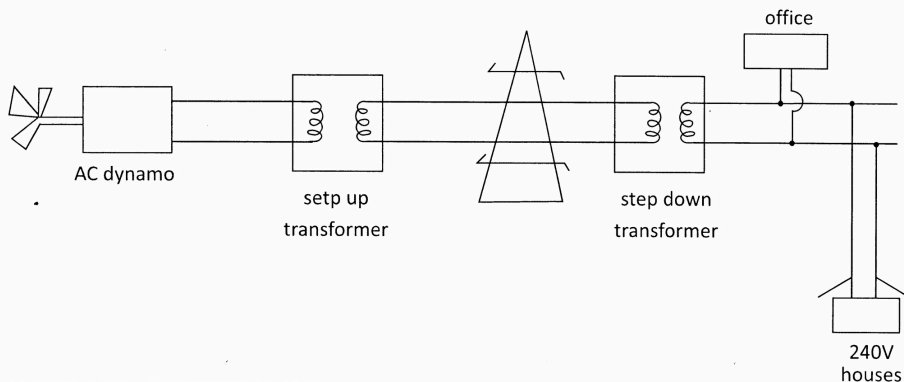 office
AC dynamo
setp up
transformer
step down
transformer
240V
houses